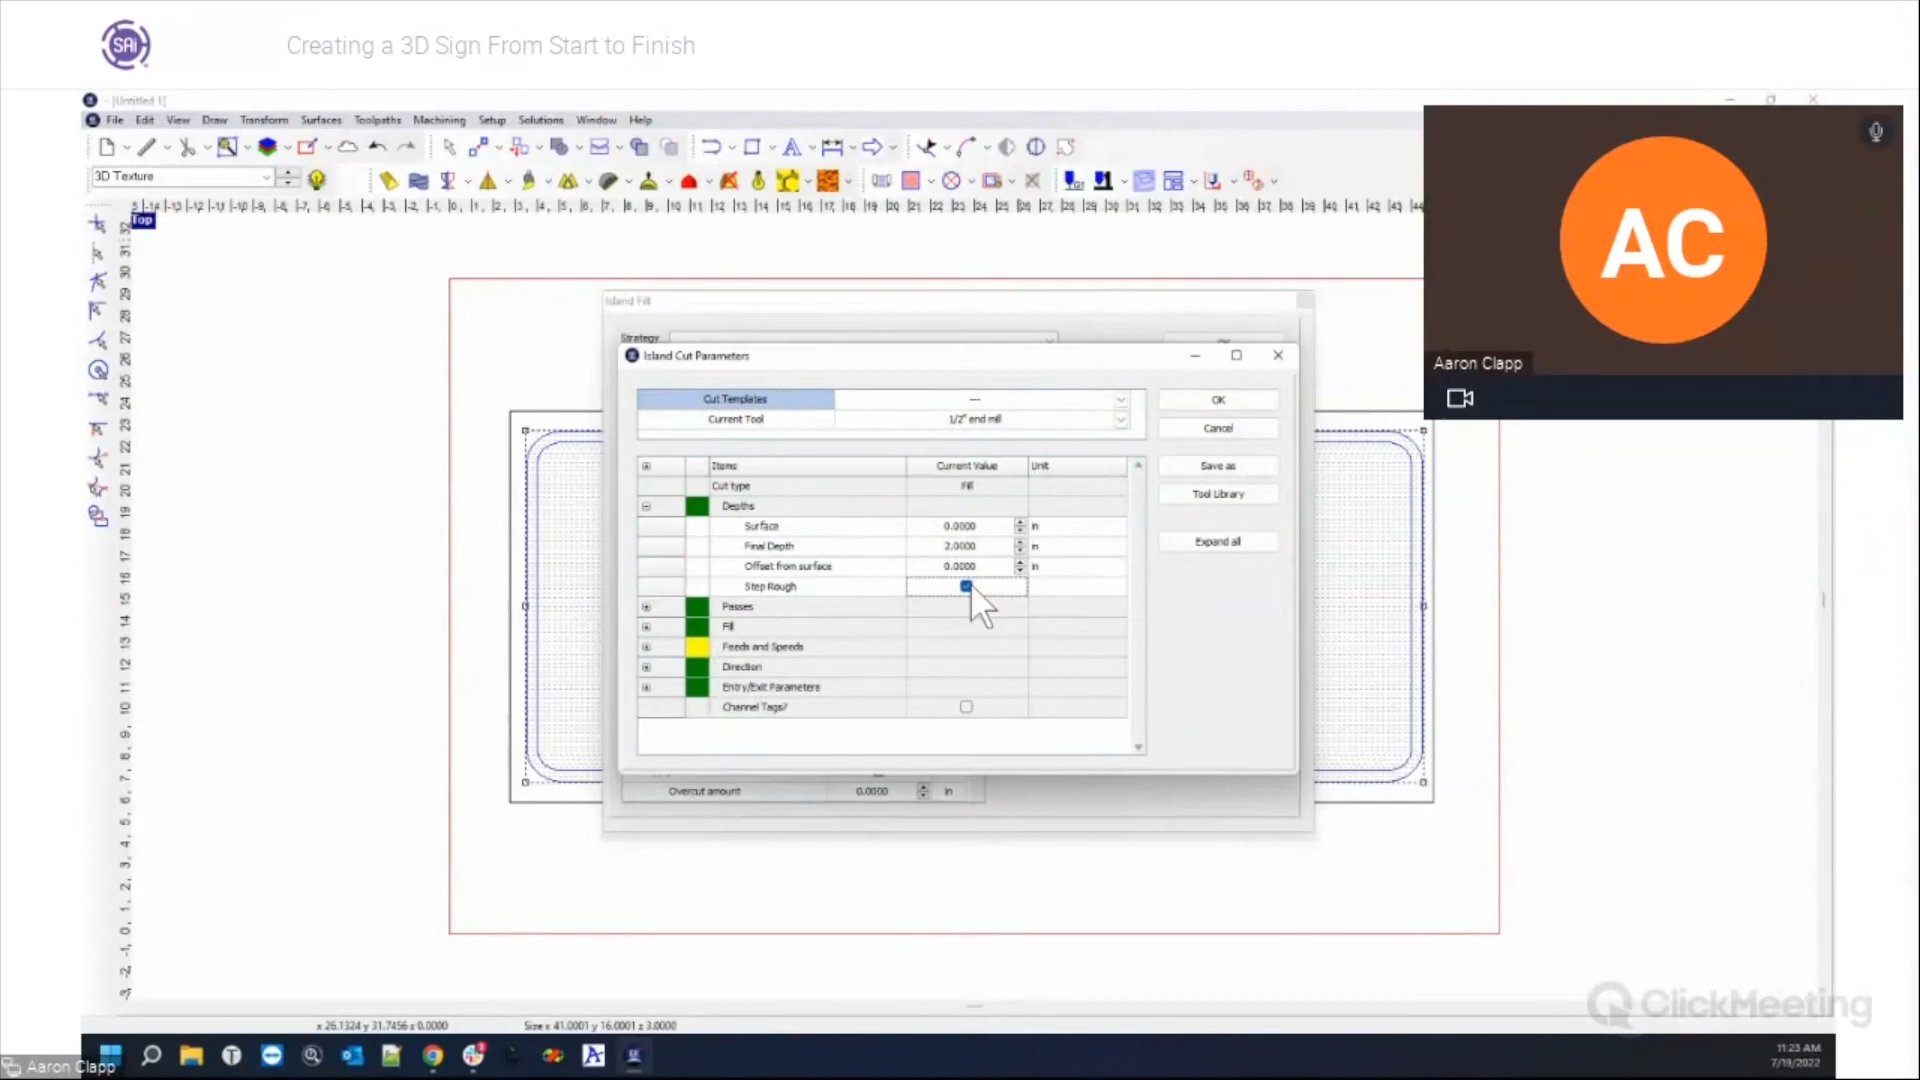 SAi
Creating a 3D Sign From Start to Finish
- [Untitled 1]
File Edit View Draw Transform Surfaces Toolpaths Machining Setup Solutions Window Help
3D Texture
Top
Island Fill
Strategy
Island Cut Parameters
Cut Templates ---
Current Tool 1/2" end mill
OK
Cancel
Save as
Tool Library
Expand all
Items Current Value Unit
Cut type Fill
Depths
Surface 0.0000 in
Final Depth 2.0000 in
Offset from surface 0.0000 in
Step Rough
Passes
Fill
Feeds and Speeds
Direction
Entry/Exit Parameters
Channel Tags?
Overcut amount 0.0000 in
AC
Aaron Clapp
ClickMeeting
x 26.1324 y 31.7456 z 0.0000 Size x 41.0001 y 16.0001 z 3.0000
Aaron Clapp
11:23 AM
7/19/2022